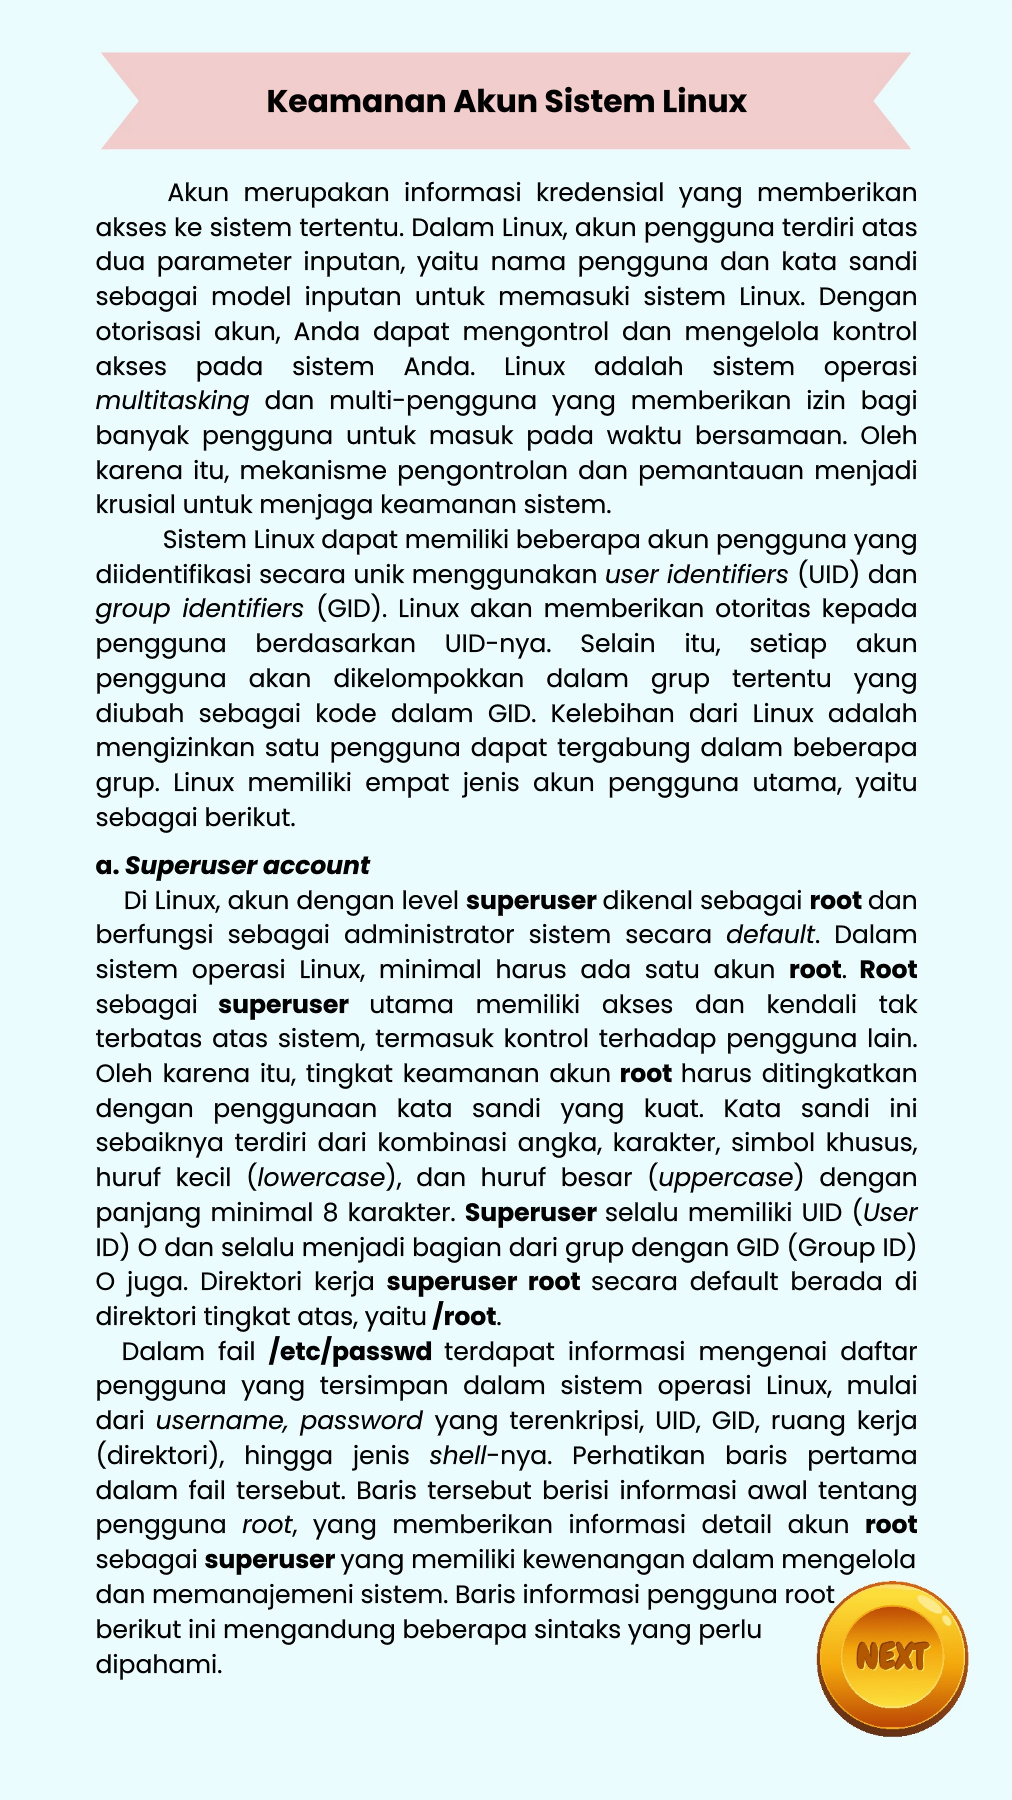 Keamanan Akun Sistem Linux
Akun merupakan informasi kredensial yang memberikan
akses ke sistem tertentu. Dalam Linux, akun pengguna terdiri atas
dua parameter inputan, yaitu nama pengguna dan kata sandi
sebagai model inputan untuk memasuki sistem Linux. Dengan
otorisasi akun, Anda dapat mengontrol dan mengelola kontrol
akses pada sistem Anda. Linux adalah sistem operasi
multitasking dan multi-pengguna yang memberikan izin bagi
banyak pengguna untuk masuk pada waktu bersamaan. Oleh
karena itu, mekanisme pengontrolan dan pemantauan menjadi
krusial untuk menjaga keamanan sistem.
Sistem Linux dapat memiliki beberapa akun pengguna yang
diidentifikasi secara unik menggunakan user identifiers (UID) dan
group identifiers (GID). Linux akan memberikan otoritas kepada
pengguna berdasarkan UID-nya. Selain itu, setiap akun
pengguna akan dikelompokkan dalam grup tertentu yang
diubah sebagai kode dalam GID. Kelebihan dari Linux adalah
mengizinkan satu pengguna dapat tergabung dalam beberapa
grup. Linux memiliki empat jenis akun pengguna utama, yaitu
sebagai berikut.
a. Superuser account
Di Linux, akun dengan level superuser dikenal sebagai root dan
berfungsi sebagai administrator sistem secara default. Dalam
sistem operasi Linux, minimal harus ada satu akun root. Root
sebagai superuser utama memiliki akses dan kendali tak
terbatas atas sistem, termasuk kontrol terhadap pengguna lain.
Oleh karena itu, tingkat keamanan akun root harus ditingkatkan
dengan penggunaan kata sandi yang kuat. Kata sandi ini
sebaiknya terdiri dari kombinasi angka, karakter, simbol khusus,
huruf kecil (lowercase), dan huruf besar (uppercase) dengan
panjang minimal 8 karakter. Superuser selalu memiliki UID (User
ID) O dan selalu menjadi bagian dari grup dengan GID (Group ID)
O juga. Direktori kerja superuser root secara default berada di
direktori tingkat atas, yaitu /root.
Dalam fail /etc/passwd terdapat informasi mengenai daftar
pengguna yang tersimpan dalam sistem operasi Linux, mulai
dari username, password yang terenkripsi, UID, GID, ruang kerja
(direktori), hingga jenis shell-nya. Perhatikan baris pertama
dalam fail tersebut. Baris tersebut berisi informasi awal tentang
pengguna root, yang memberikan informasi detail akun root
sebagai superuser yang memiliki kewenangan dalam mengelola
dan memanajemeni sistem. Baris informasi pengguna root
berikut ini mengandung beberapa sintaks yang perlu
dipahami.
NEXT